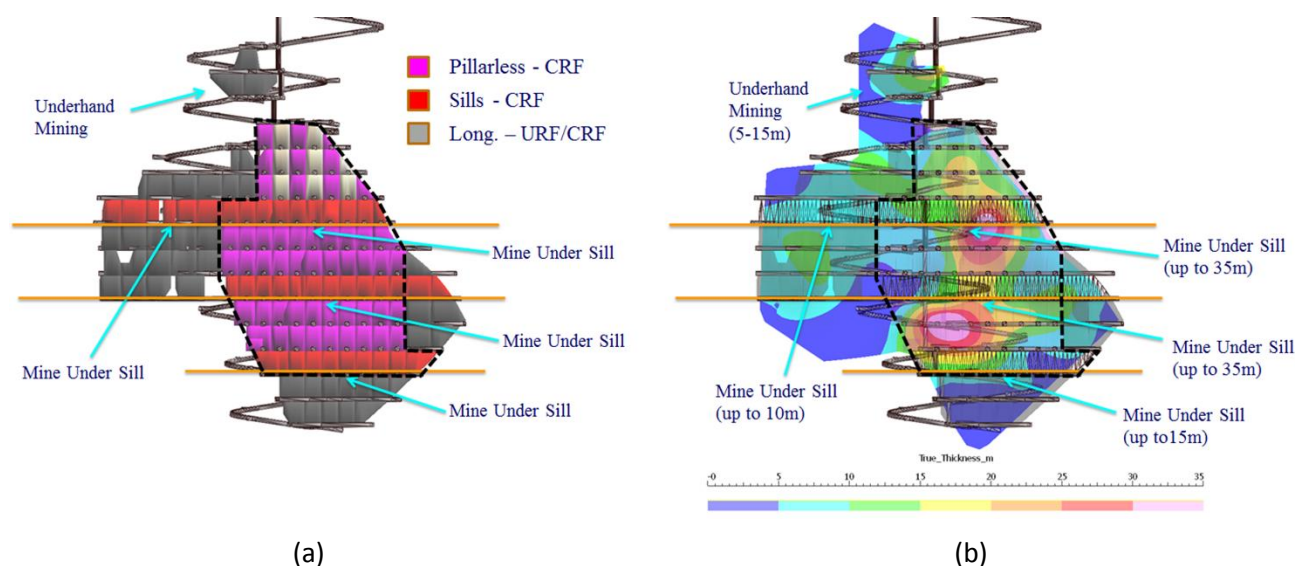 Underhand
Mining
Pillarless - CRF
Sills - CRF
Long. – URF/CRF
Mine Under Sill
Mine Under Sill
Mine Under Sill
Mine Under Sill
(a)
Underhand
Mining
(5-15m)
Mine Under Sill
(up to 35m)
Mine Under Sill
(up to 35m)
Mine Under Sill
(up to 10m)
Mine Under Sill
(up to15m)
True_Thickness_m
-0 5 10 15 20 25 30 35
(b)